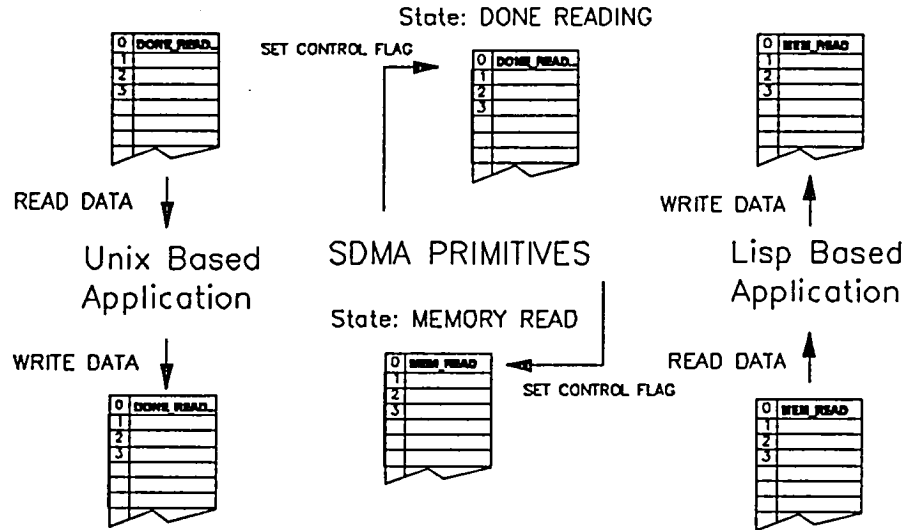 State: DONE READING
0 DONE_READ_
1
2
3
SET CONTROL FLAG
0 DONE_READ_
1
2
3
0 MEM_READ
1
2
3
READ DATA
WRITE DATA
Unix Based
Application
SDMA PRIMITIVES
Lisp Based
Application
State: MEMORY READ
WRITE DATA
0 MEM_READ
1
2
3
SET CONTROL FLAG
READ DATA
0 DONE_READ_
1
2
3
0 MEM_READ
1
2
3